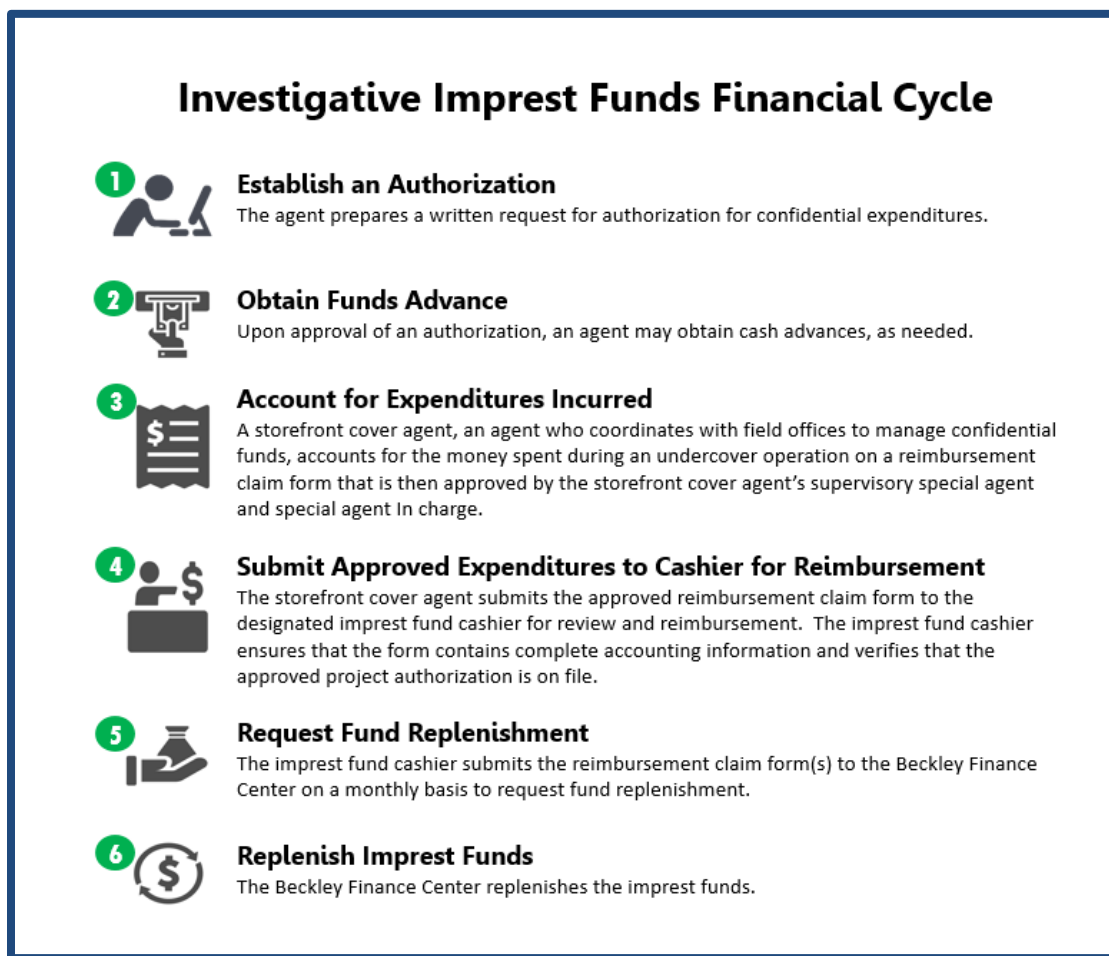 Investigative Imprest Funds Financial Cycle
1
Establish an Authorization
The agent prepares a written request for authorization for confidential expenditures.
2
Obtain Funds Advance
Upon approval of an authorization, an agent may obtain cash advances, as needed.
3
Account for Expenditures Incurred
A storefront cover agent, an agent who coordinates with field offices to manage confidential
funds, accounts for the money spent during an undercover operation on a reimbursement
claim form that is then approved by the storefront cover agent's supervisory special agent
and special agent In charge.
$
4
Submit Approved Expenditures to Cashier for Reimbursement
The storefront cover agent submits the approved reimbursement claim form to the
designated imprest fund cashier for review and reimbursement.  The imprest fund cashier
ensures that the form contains complete accounting information and verifies that the
approved project authorization is on file.
$
5
Request Fund Replenishment
The imprest fund cashier submits the reimbursement claim form(s) to the Beckley Finance
Center on a monthly basis to request fund replenishment.
6
Replenish Imprest Funds
The Beckley Finance Center replenishes the imprest funds.
$